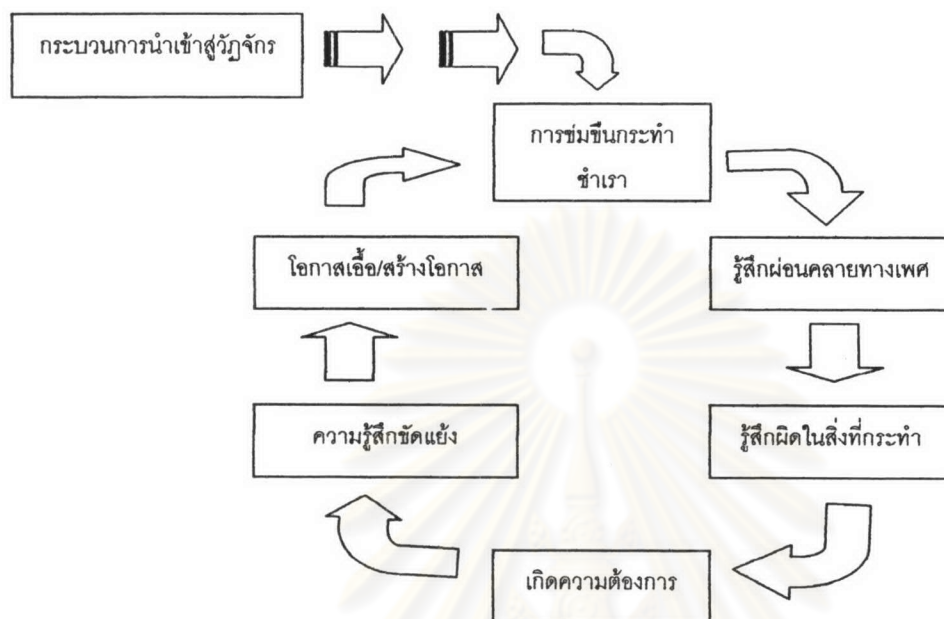 กระบวนการนำเข้าสู่วัฏจักร
การข่มขืนกระทำ
ชำเรา
โอกาสเอื้อ/สร้างโอกาส
รู้สึกผ่อนคลายทางเพศ
ความรู้สึกขัดแย้ง
รู้สึกผิดในสิ่งที่กระทำ
เกิดความต้องการ